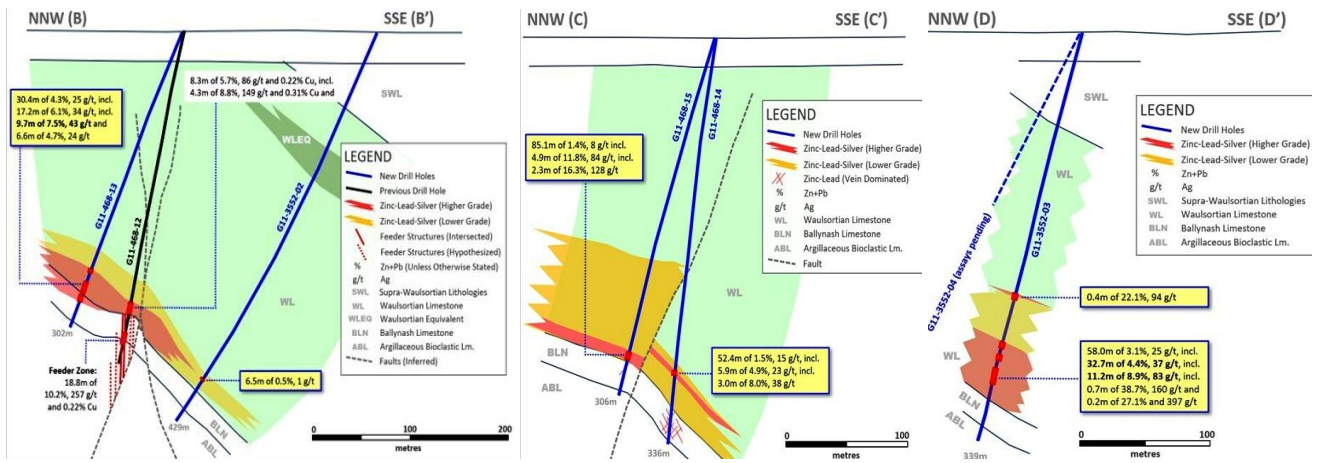 NNW (B)
SSE (B’)
8.3m of 5.7%, 86 g/t and 0.22% Cu, incl.
4.3m of 8.8%, 149 g/t and 0.31% Cu and
30.4m of 4.3%, 25 g/t, incl.
17.2m of 6.1%, 34 g/t, incl.
9.7m of 7.5%, 43 g/t and
6.6m of 4.7%, 24 g/t
SWL
WLEQ
G11-468-13
G11-468-12
G11-3552-02
WL
302m
Feeder Zone:
18.8m of
10.2%, 257 g/t
and 0.22% Cu
6.5m of 0.5%, 1 g/t
429m
BLN
ABL
LEGEND
New Drill Holes
Previous Drill Hole
Zinc-Lead-Silver (Higher Grade)
Zinc-Lead-Silver (Lower Grade)
Feeder Structures (Intersected)
Feeder Structures (Hypothesized)
% Zn+Pb (Unless Otherwise Stated)
g/t Ag
SWL Supra-Waulsortian Lithologies
WL Waulsortian Limestone
WLEQ Waulsortian Equivalent
BLN Ballynash Limestone
ABL Argillaceous Bioclastic Lm.
Faults (Inferred)
0 100 200
metres
NNW (C)
SSE (C’)
G11-468-15
G11-468-14
85.1m of 1.4%, 8 g/t, incl.
4.9m of 11.8%, 84 g/t, incl.
2.3m of 16.3%, 128 g/t
WL
BLN
ABL
52.4m of 1.5%, 15 g/t, incl.
5.9m of 4.9%, 23 g/t, incl.
3.0m of 8.0%, 38 g/t
306m
336m
LEGEND
New Drill Holes
Zinc-Lead-Silver (Higher Grade)
Zinc-Lead-Silver (Lower Grade)
Zinc-Lead (Vein Dominated)
% Zn+Pb
g/t Ag
WL Waulsortian Limestone
BLN Ballynash Limestone
ABL Argillaceous Bioclastic Lm.
Fault
0 100
metres
NNW (D)
SSE (D’)
SWL
WL
G11-3552-03
G11-3552-04 (assays pending)
0.4m of 22.1%, 94 g/t
58.0m of 3.1%, 25 g/t, incl.
32.7m of 4.4%, 37 g/t, incl.
11.2m of 8.9%, 83 g/t, incl.
0.7m of 38.7%, 160 g/t and
0.2m of 27.1% and 397 g/t
WL
BLN
ABL
339m
LEGEND
New Drill Holes
Zinc-Lead-Silver (Higher Grade)
Zinc-Lead-Silver (Lower Grade)
% Zn+Pb
g/t Ag
SWL Supra-Waulsortian Lithologies
WL Waulsortian Limestone
BLN Ballynash Limestone
ABL Argillaceous Bioclastic Lm.
0 100
metres